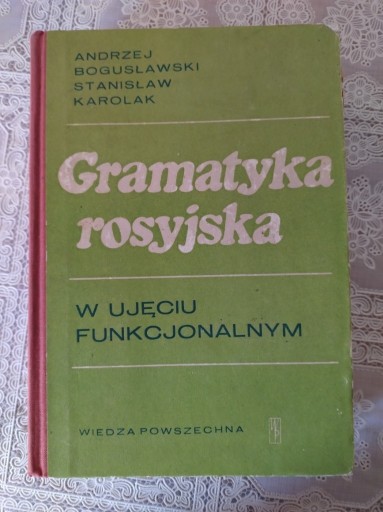 ANDRZEJ
BOGUSŁAWSKI
STANISŁAW
KAROLAK
Gramatyka
rosyjska
W UJĘCIU
FUNKCJONALNYM
WIEDZA POWSZECHNA